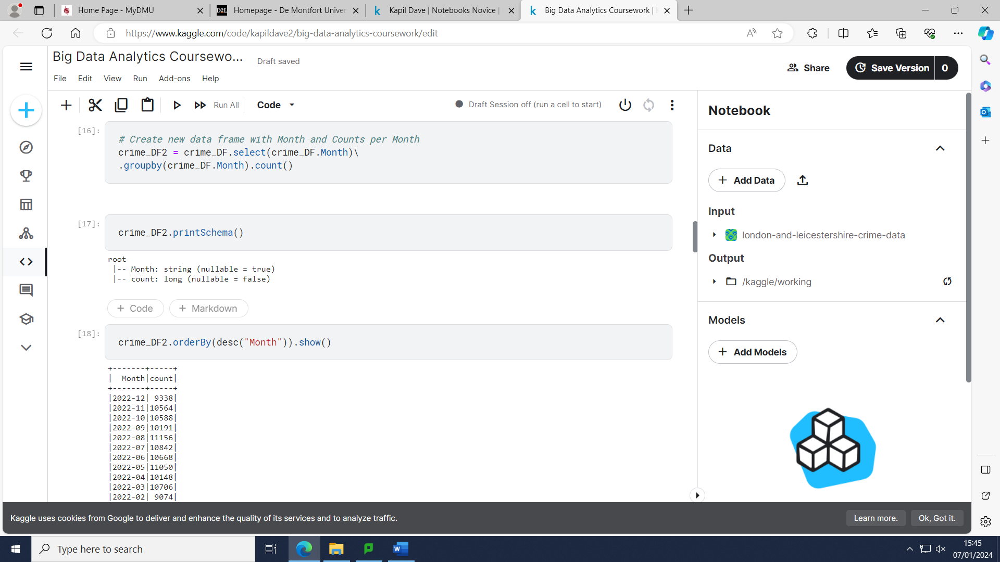 Home Page - MyDMU
D2L Homepage - De Montfort Univer
Kapil Dave | Notebooks Novice |
Big Data Analytics Coursework |
https://www.kaggle.com/code/kapildave2/big-data-analytics-coursework/edit
Big Data Analytics Coursewo...
Draft saved
Share
Save Version 0
File Edit View Run Add-ons Help
Run All
Code
Draft Session off (run a cell to start)
[16]:
# Create new data frame with Month and Counts per Month
crime_DF2 = crime_DF.select(crime_DF.Month)\
.groupby(crime_DF.Month).count()
[17]:
crime_DF2.printSchema()
root
|-- Month: string (nullable = true)
|-- count: long (nullable = false)
+ Code + Markdown
[18]:
crime_DF2.orderBy(desc("Month")).show()
+-------+-----+
|  Month|count|
+-------+-----+
|2022-12| 9338|
|2022-11|10564|
|2022-10|10588|
|2022-09|10191|
|2022-08|11156|
|2022-07|10842|
|2022-06|10668|
|2022-05|11050|
|2022-04|10148|
|2022-03|10706|
|2022-02| 9074|
Notebook
Data
+ Add Data
Input
london-and-leicestershire-crime-data
Output
/kaggle/working
Models
+ Add Models
Kaggle uses cookies from Google to deliver and enhance the quality of its services and to analyze traffic.
Learn more.
Ok, Got it.
Type here to search
15:45
07/01/2024